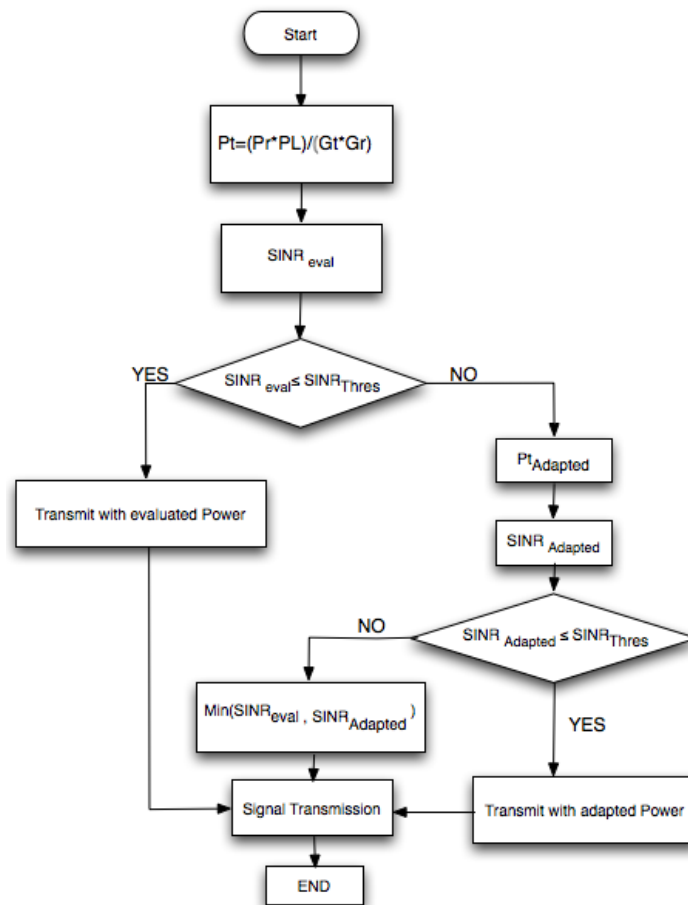 Start
Pt=(Pr*PL)/(Gt*Gr)
SINR eval
YES
SINR eval≤ SINRThres
NO
PtAdapted
Transmit with evaluated Power
SINR Adapted
NO
SINR Adapted ≤ SINRThres
Min(SINReval , SINRAdapted )
YES
Signal Transmission
Transmit with adapted Power
END